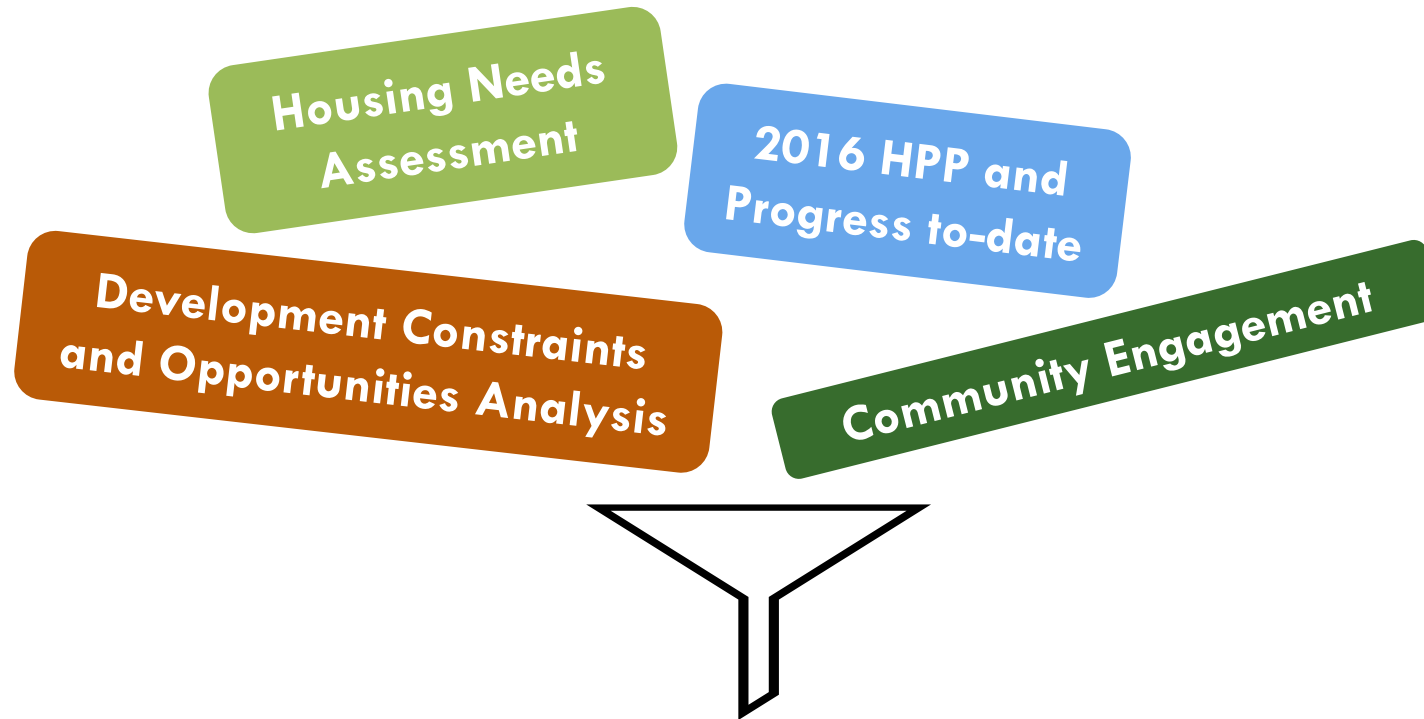 Housing Needs
Assessment
2016 HPP and
Progress to-date
Development Constraints
and Opportunities Analysis
Community Engagement